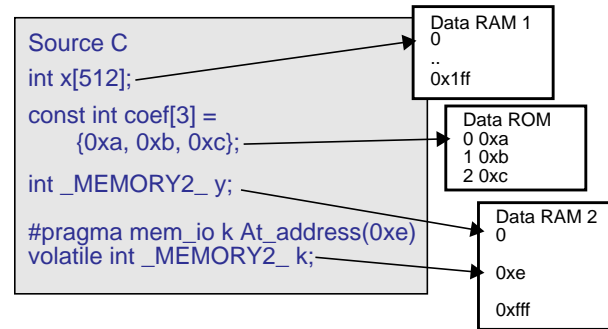 Source C
int x[512];
const int coef[3] =
{0xa, 0xb, 0xc};
int _MEMORY2_ y;
#pragma mem_io k At_address(0xe)
volatile int _MEMORY2_ k;
Data RAM 1
0
..
0x1ff
Data ROM
0 0xa
1 0xb
2 0xc
Data RAM 2
0
0xe
0xfff